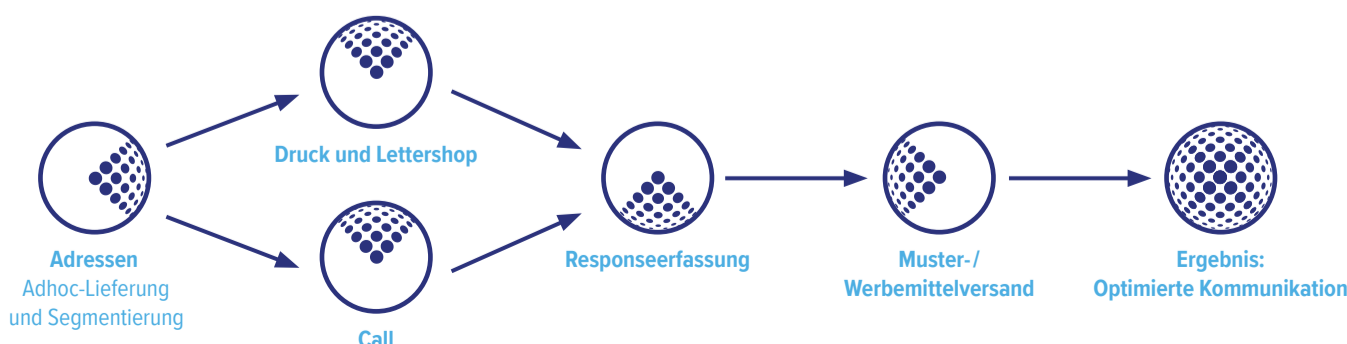 Druck und Lettershop
Adressen
Adhoc-Lieferung
und Segmentierung
Call
Responseerfassung
Muster-/
Werbemittelversand
Ergebnis:
Optimierte Kommunikation